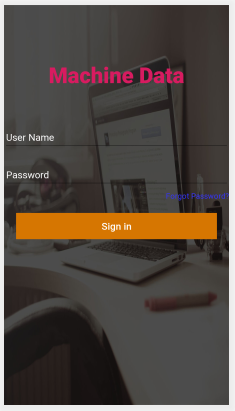 Machine Data
User Name
Password
Forgot Password?
Sign in